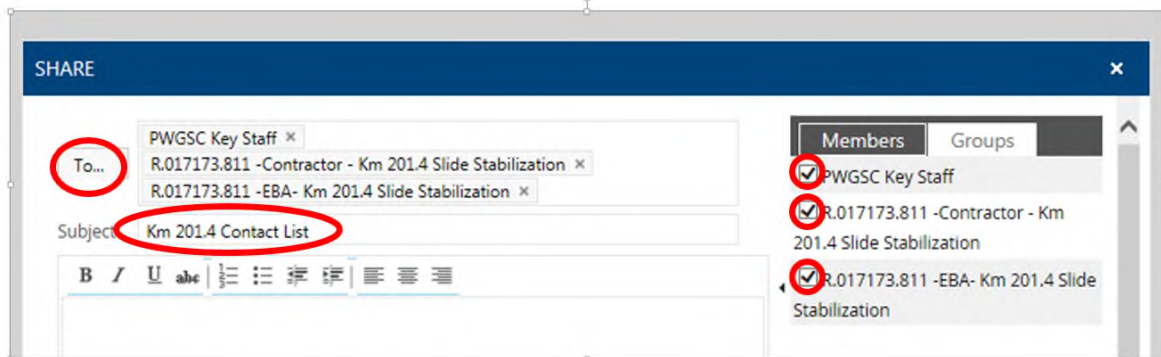 SHARE ×
To...
PWGSC Key Staff ×
R.017173.811 -Contractor - Km 201.4 Slide Stabilization ×
R.017173.811 -EBA- Km 201.4 Slide Stabilization ×
Subject
Km 201.4 Contact List
B I U abc
Members Groups
PWGSC Key Staff
R.017173.811 -Contractor - Km
201.4 Slide Stabilization
R.017173.811 -EBA- Km 201.4 Slide
Stabilization